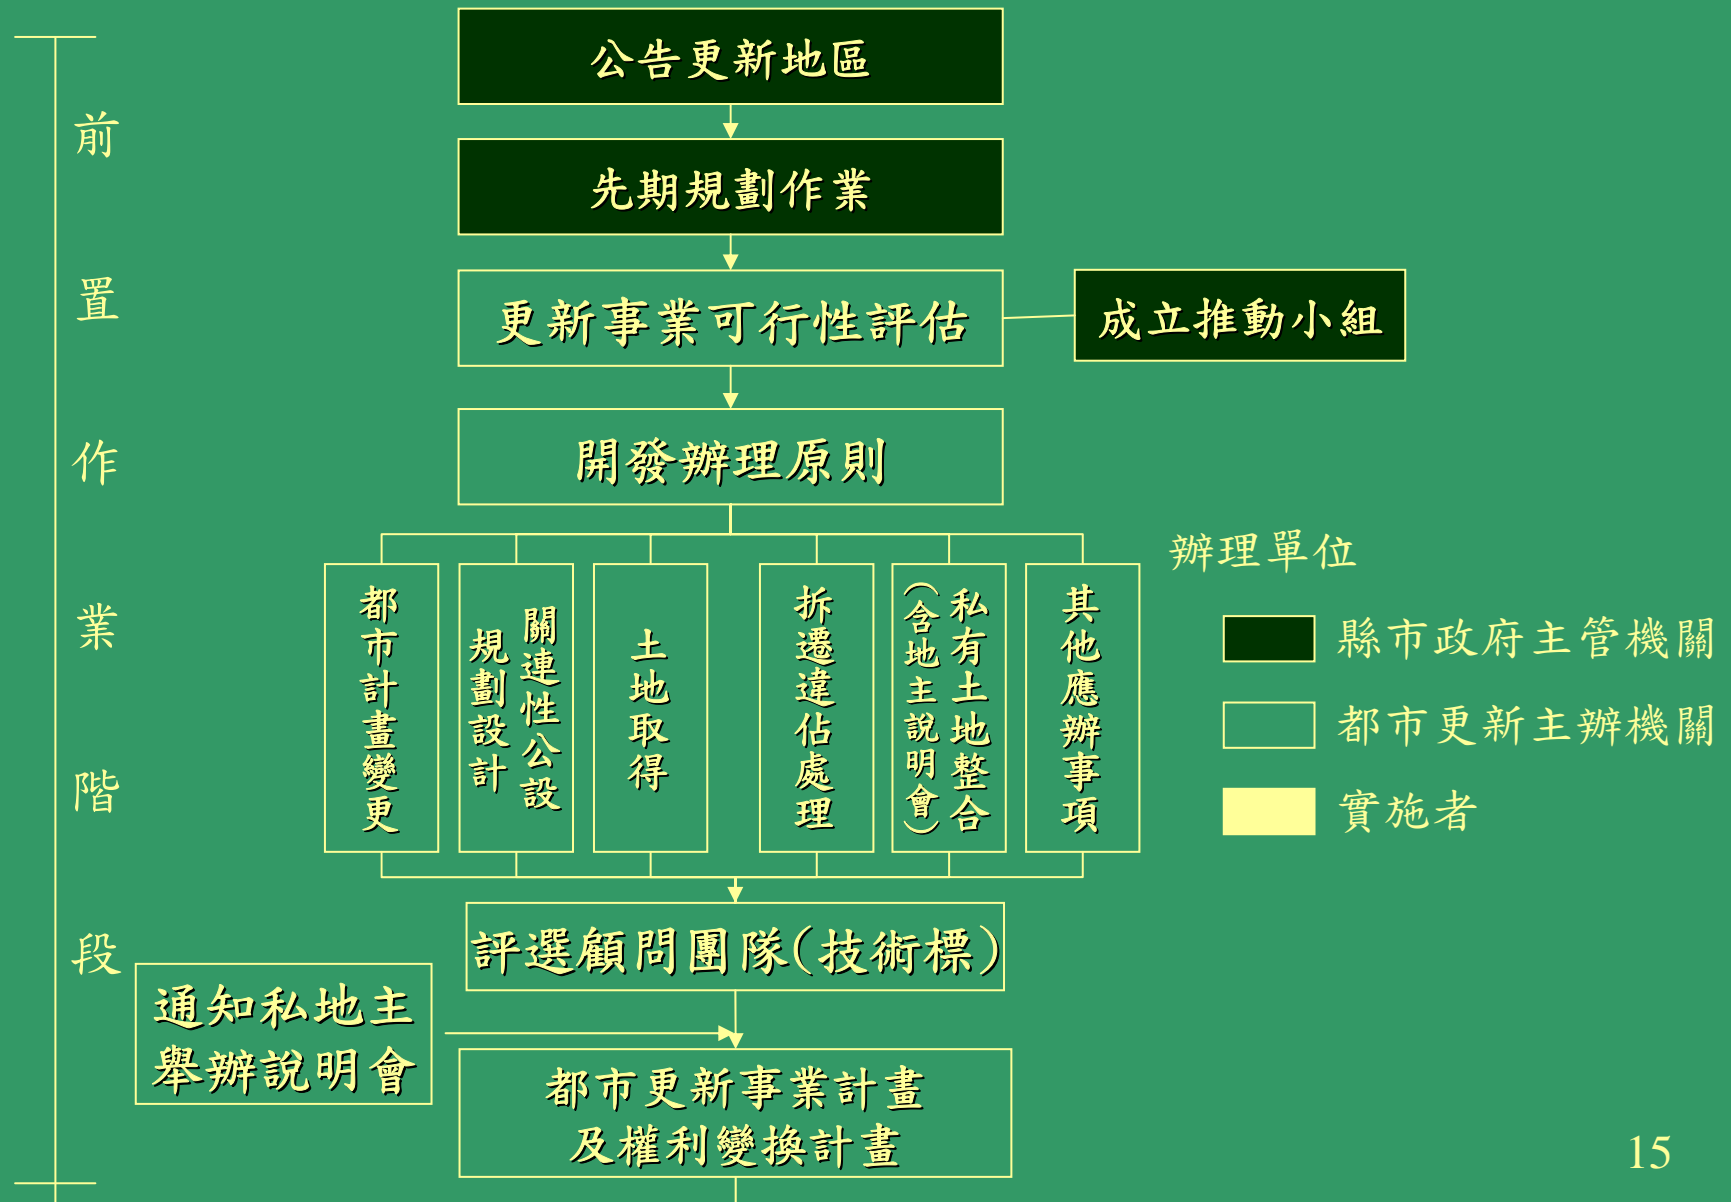 公告更新地區
先期規劃作業
更新事業可行性評估
成立推動小組
開發辦理原則
都市計畫變更
關連性公設
規劃設計
土地取得
拆遷違佔處理
私有土地整合
(含地主說明會)
其他應辦事項
評選顧問團隊(技術標)
通知私地主
舉辦說明會
都市更新事業計畫
及權利變換計畫
前置作業階段
辦理單位
縣市政府主管機關
都市更新主辦機關
實施者
15